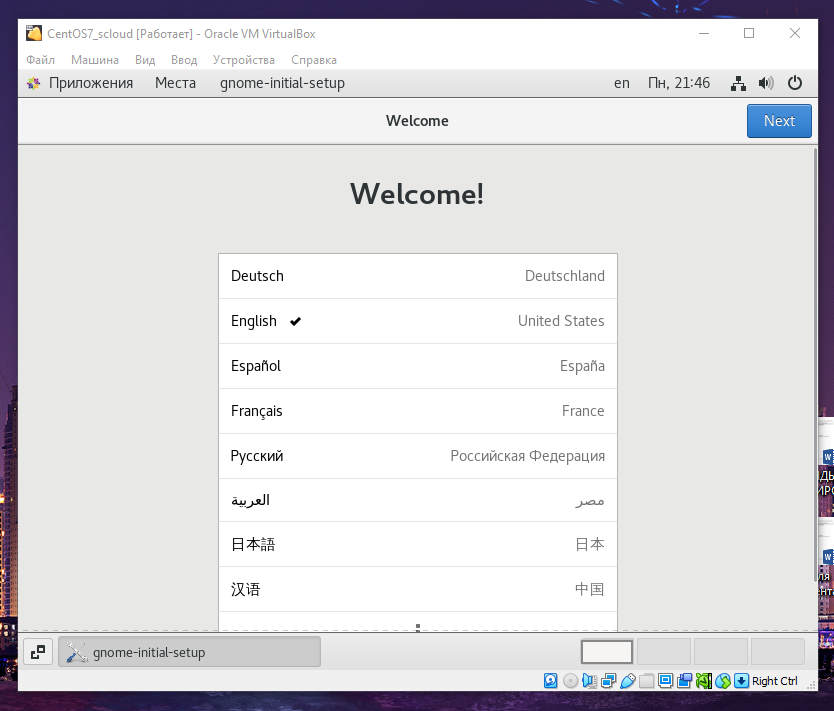 CentOS7_scloud [Работает] - Oracle VM VirtualBox
Файл Машина Вид Ввод Устройства Справка
Приложения Места gnome-initial-setup en Пн, 21:46
Welcome Next
Welcome!
Deutsch Deutschland
English United States
Español España
Français France
Русский Российская Федерация
العربية مصر
日本語 日本
汉语 中国
gnome-initial-setup
Right Ctrl